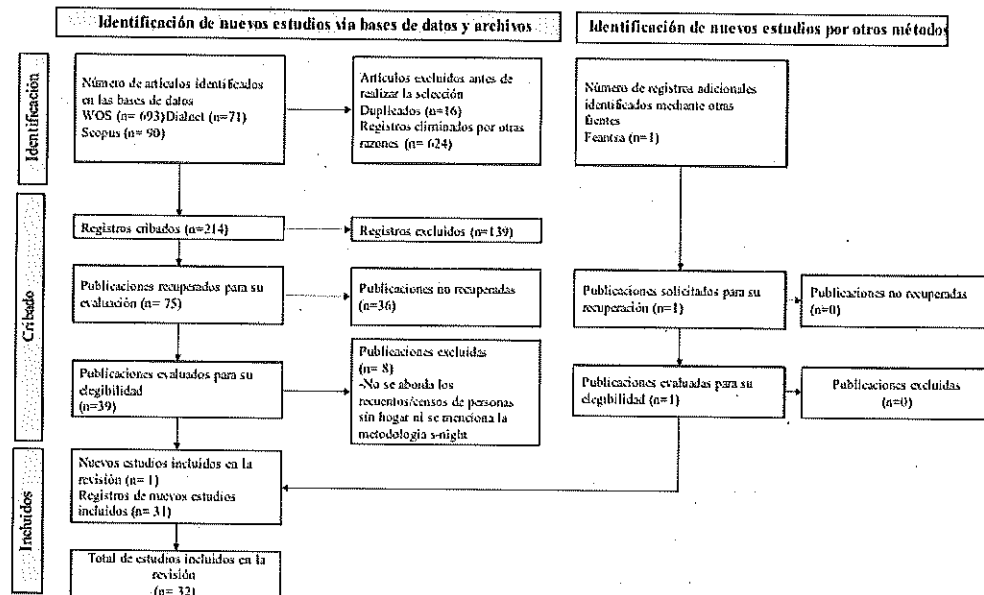 Identificación de nuevos estudios via bases de datos y archivos
Identificación de nuevos estudios por otros métodos
Identificación
Número de artículos identificados
en las bases de datos
WOS (n= 693)Dialnet (n=71)
Scopus (n= 90)
Artículos excluidos antes de
realizar la selección
Duplicados (n=16)
Registros eliminados por otras
razones (n= 624)
Número de registros adicionales
identificados mediante otras
fuentes
Feantsa (n=1)
Cribado
Registros cribados (n=214)
Registros excluidos (n=139)
Publicaciones recuperados para su
evaluación (n= 75)
Publicaciones no recuperadas
(n=36)
Publicaciones solicitados para su
recuperación (n=1)
Publicaciones no recuperadas
(n=0)
Publicaciones evaluados para su
elegibilidad
(n=39)
Publicaciones excluidas
(n= 8)
-No se aborda los
recuentos/censos de personas
sin hogar ni se menciona la
metodología s-night
Publicaciones evaluadas para su
elegibilidad (n=1)
Publicaciones excluidas
(n=0)
Incluidos
Nuevos estudios incluidos en la
revisión (n= 1)
Registros de nuevos estudios
incluidos (n= 31)
Total de estudios incluidos en la
revisión
(n= 32)